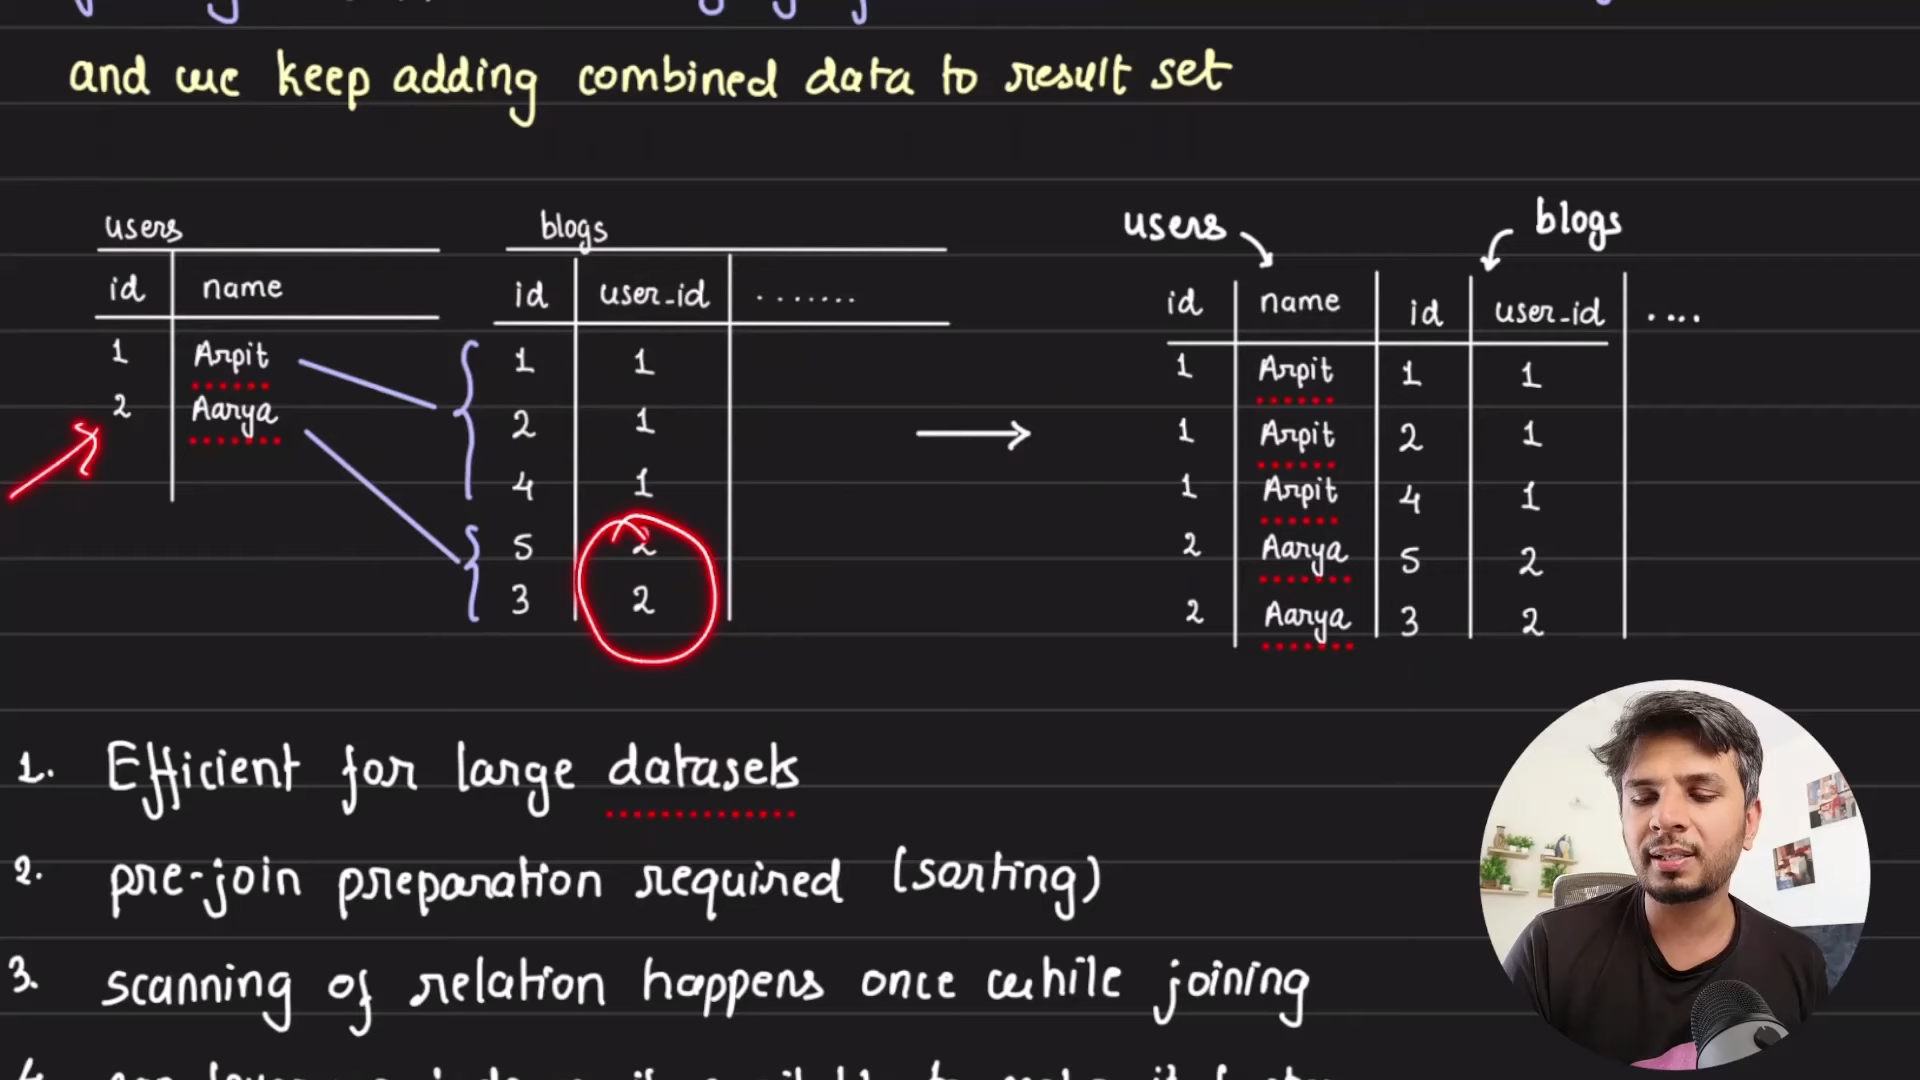 and we keep adding combined data to result set
users
id name
1 Arpit
2 Aarya
blogs
id user_id .......
1 1
2 1
4 1
5 2
3 2
users blogs
id name id user_id ....
1 Arpit 1 1
1 Arpit 2 1
1 Arpit 4 1
2 Aarya 5 2
2 Aarya 3 2
1. Efficient for large datasets
2. pre-join preparation required (sorting)
3. scanning of relation happens once while joining